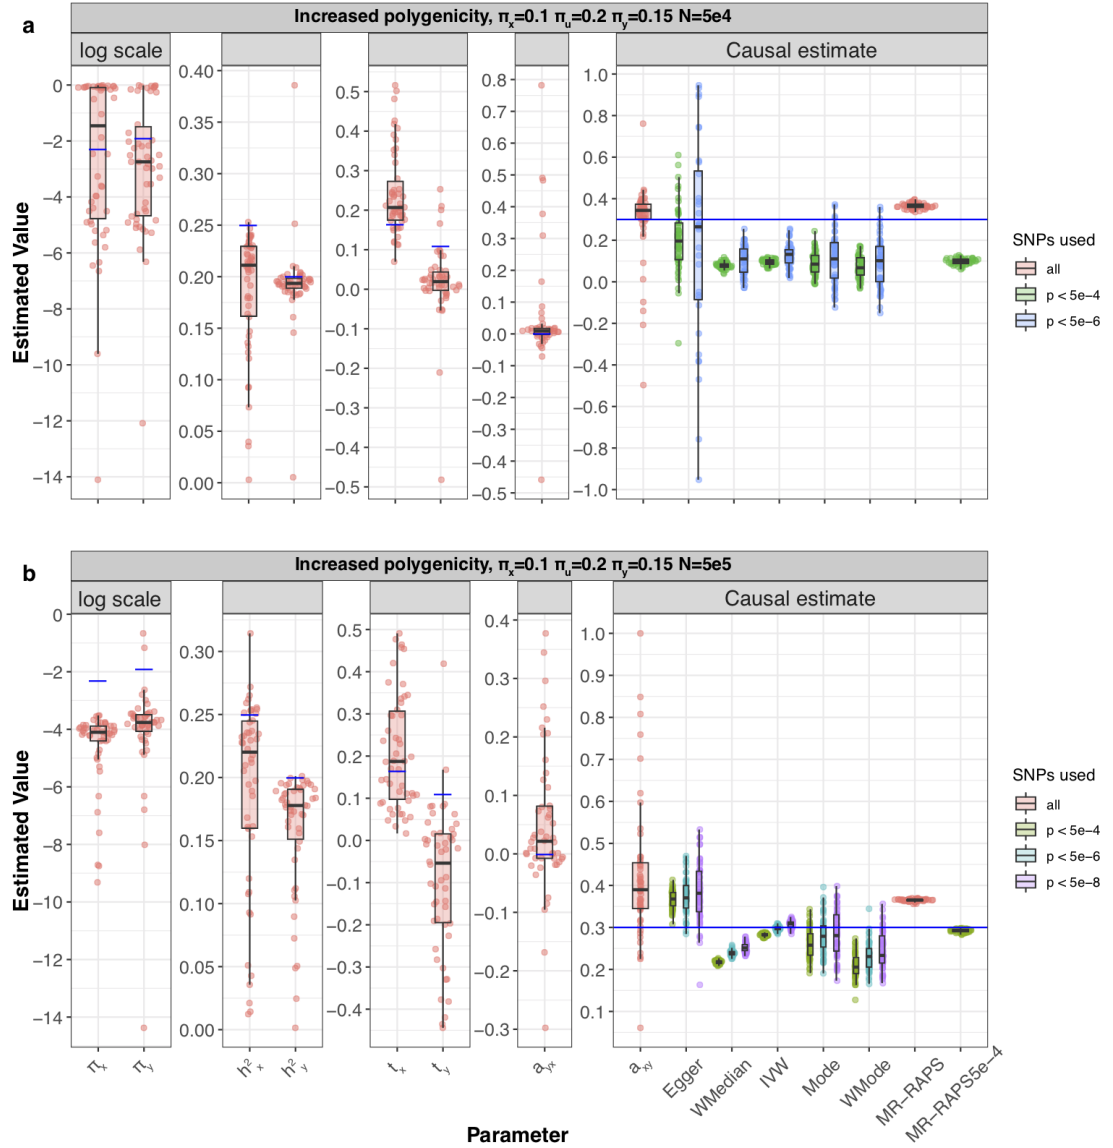 a
Increased polygenicity, πx=0.1 πu=0.2 πy=0.15 N=5e4
log scale
Causal estimate
Estimated Value
0
−2
−4
−6
−8
−10
−12
−14
0.40
0.35
0.30
0.25
0.20
0.15
0.10
0.05
0.00
0.5
0.4
0.3
0.2
0.1
0.0
−0.1
−0.2
−0.3
−0.4
−0.5
0.8
0.7
0.6
0.5
0.4
0.3
0.2
0.1
0.0
−0.1
−0.2
−0.3
−0.4
−0.5
1.0
0.8
0.6
0.4
0.2
0.0
−0.2
−0.4
−0.6
−0.8
−1.0
SNPs used
all
p < 5e−4
p < 5e−6
b
Increased polygenicity, πx=0.1 πu=0.2 πy=0.15 N=5e5
log scale
Causal estimate
Estimated Value
0
−2
−4
−6
−8
−10
−12
−14
0.30
0.25
0.20
0.15
0.10
0.05
0.00
0.5
0.4
0.3
0.2
0.1
0.0
−0.1
−0.2
−0.3
−0.4
0.4
0.3
0.2
0.1
0.0
−0.1
−0.2
−0.3
1.0
0.9
0.8
0.7
0.6
0.5
0.4
0.3
0.2
0.1
SNPs used
all
p < 5e−4
p < 5e−6
p < 5e−8
πx
πy
h²x
h²y
tx
ty
ayx
axy
Egger
WMedian
IVW
Mode
WMode
MR−RAPS
MR−RAPS5e−4
Parameter